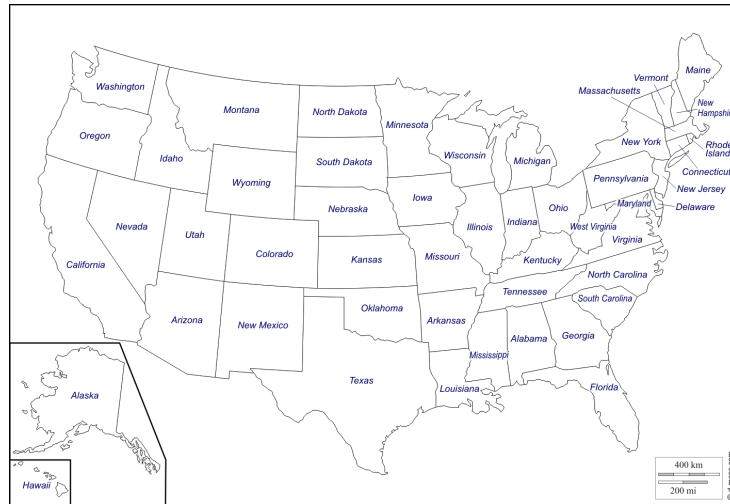 Washington
Montana
North Dakota
Minnesota
Maine
Vermont
Massachusetts
New
Hampshire
Oregon
Idaho
South Dakota
Wisconsin
Michigan
New York
Rhode
Island
Connecticut
Wyoming
Pennsylvania
New Jersey
Iowa
Nebraska
Maryland
Delaware
Nevada
Utah
Colorado
Illinois
Indiana
Ohio
West Virginia
Virginia
California
Kansas
Missouri
Kentucky
North Carolina
Tennessee
South Carolina
Arizona
New Mexico
Oklahoma
Arkansas
Mississippi
Alabama
Georgia
Texas
Louisiana
Florida
Alaska
Hawaii
400 km
200 mi